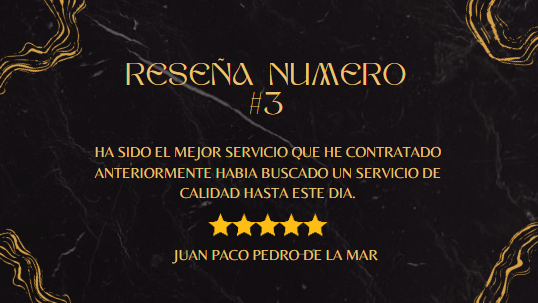 RESEÑA NUMERO
#3
HA SIDO EL MEJOR SERVICIO QUE HE CONTRATADO
ANTERIORMENTE HABIA BUSCADO UN SERVICIO DE
CALIDAD HASTA ESTE DIA.
JUAN PACO PEDRO DE LA MAR